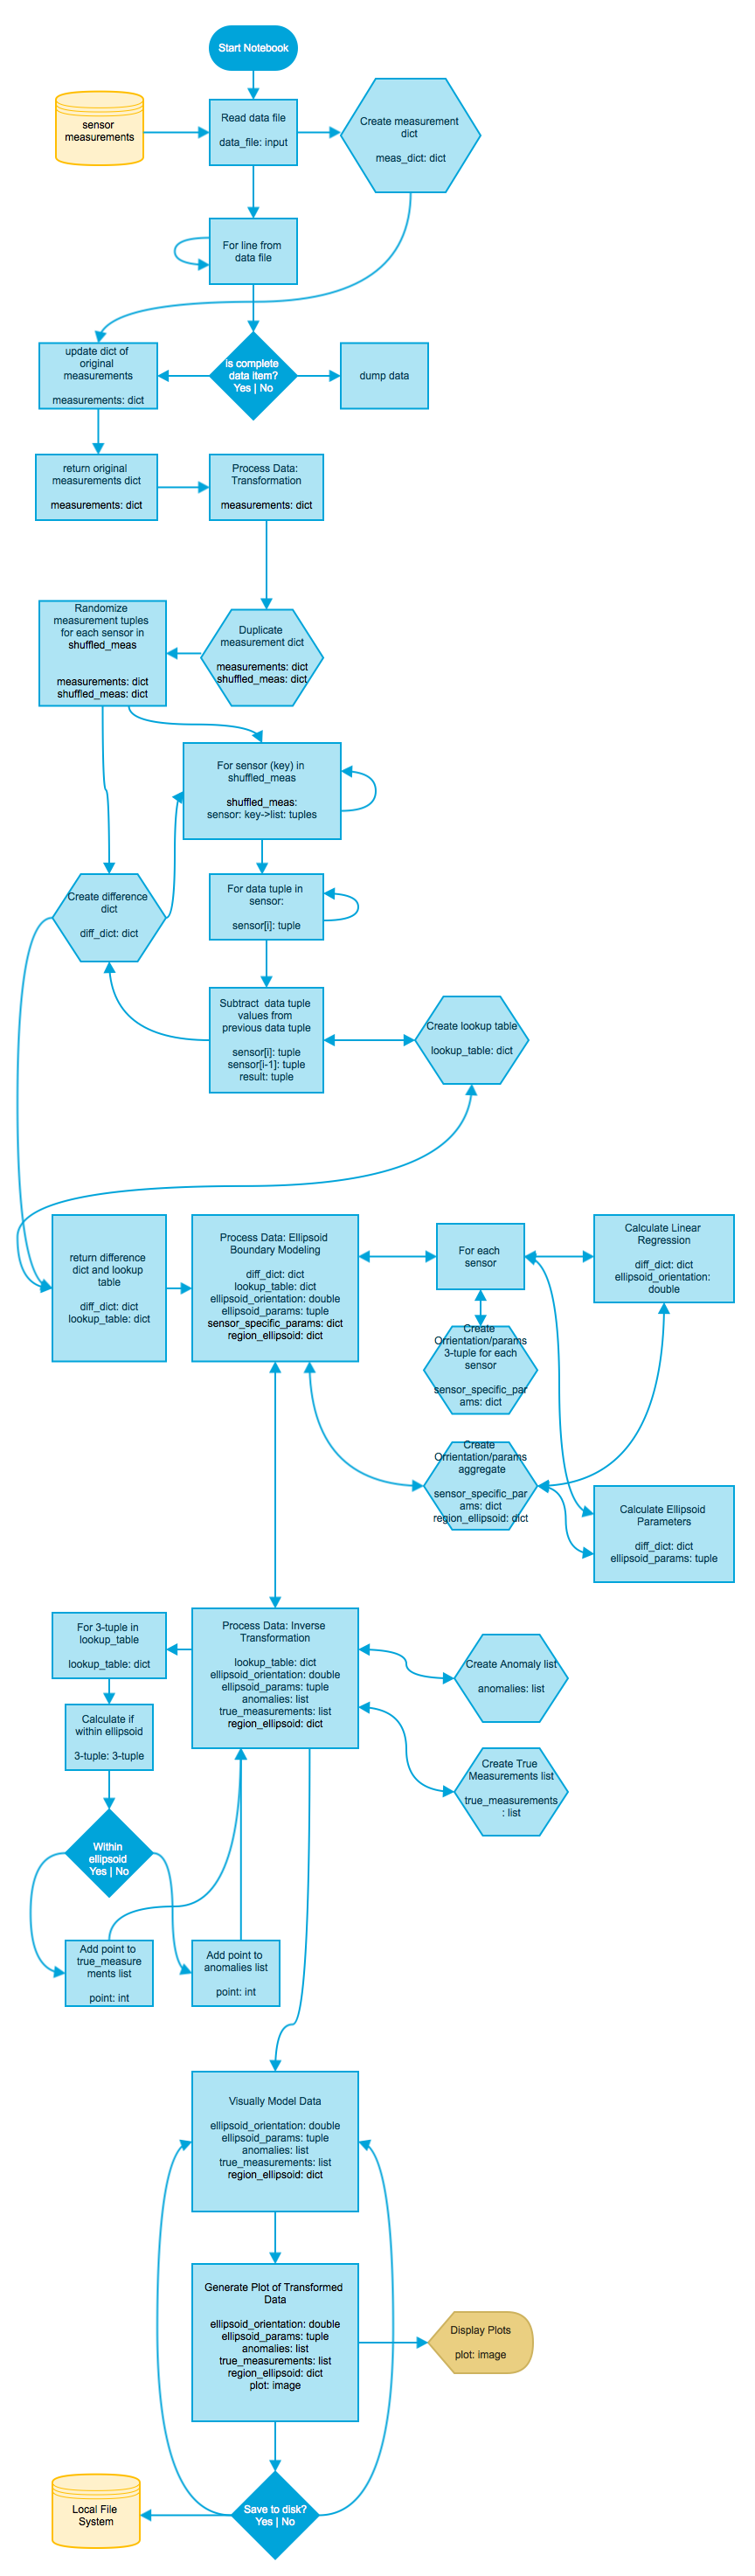 Start Notebook
sensor
measurements
Read data file
data_file: input
Create measurement
dict
meas_dict: dict
For line from
data file
update dict of
original
measurements
measurements: dict
is complete
data item?
Yes | No
dump data
return original
measurements dict
measurements: dict
Process Data:
Transformation
measurements: dict
Randomize
measurement tuples
for each sensor in
shuffled_meas
measurements: dict
shuffled_meas: dict
Duplicate
measurement dict
measurements: dict
shuffled_meas: dict
For sensor (key) in
shuffled_meas
shuffled_meas:
sensor: key->list: tuples
Create difference
dict
diff_dict: dict
For data tuple in
sensor:
sensor[i]: tuple
Subtract data tuple
values from
previous data tuple
sensor[i]: tuple
sensor[i-1]: tuple
result: tuple
Create lookup table
lookup_table: dict
return difference
dict and lookup
table
diff_dict: dict
lookup_table: dict
Process Data: Ellipsoid
Boundary Modeling
diff_dict: dict
lookup_table: dict
ellipsoid_orientation: double
ellipsoid_params: tuple
sensor_specific_params: dict
region_ellipsoid: dict
For each
sensor
Calculate Linear
Regression
diff_dict: dict
ellipsoid_orientation:
double
Create
Orrientation/params
3-tuple for each
sensor
sensor_specific_par
ams: dict
Create
Orrientation/params
aggregate
sensor_specific_par
ams: dict
region_ellipsoid: dict
Calculate Ellipsoid
Parameters
diff_dict: dict
ellipsoid_params: tuple
For 3-tuple in
lookup_table
lookup_table: dict
Process Data: Inverse
Transformation
lookup_table: dict
ellipsoid_orientation: double
ellipsoid_params: tuple
anomalies: list
true_measurements: list
region_ellipsoid: dict
Create Anomaly list
anomalies: list
Calculate if
within ellipsoid
3-tuple: 3-tuple
Create True
Measurements list
true_measurements
: list
Within
ellipsoid
Yes | No
Add point to
true_measure
ments list
point: int
Add point to
anomalies list
point: int
Visually Model Data
ellipsoid_orientation: double
ellipsoid_params: tuple
anomalies: list
true_measurements: list
region_ellipsoid: dict
Generate Plot of Transformed
Data
ellipsoid_orientation: double
ellipsoid_params: tuple
anomalies: list
true_measurements: list
region_ellipsoid: dict
plot: image
Display Plots
plot: image
Local File
System
Save to disk?
Yes | No